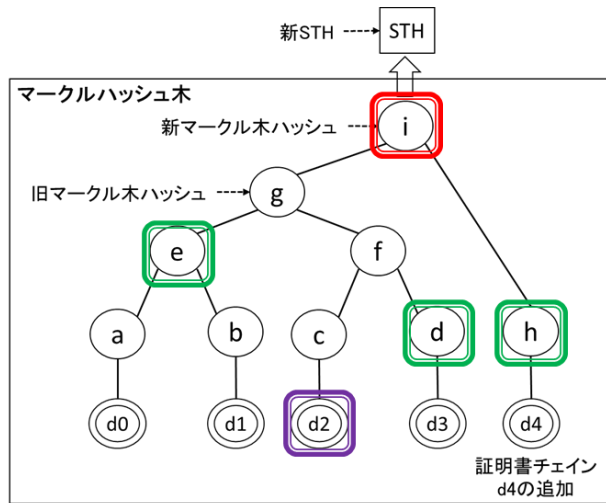 新STH
STH
マークルハッシュ木
新マークル木ハッシュ
i
旧マークル木ハッシュ
g
e
f
a
b
c
d
h
d0
d1
d2
d3
d4
証明書チェイン
d4の追加